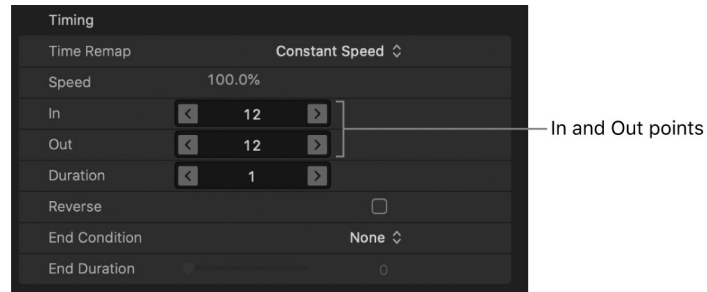 Timing
Time Remap Constant Speed
Speed 100.0%
In 12
Out 12
In and Out points
Duration 1
Reverse
End Condition None
End Duration 0